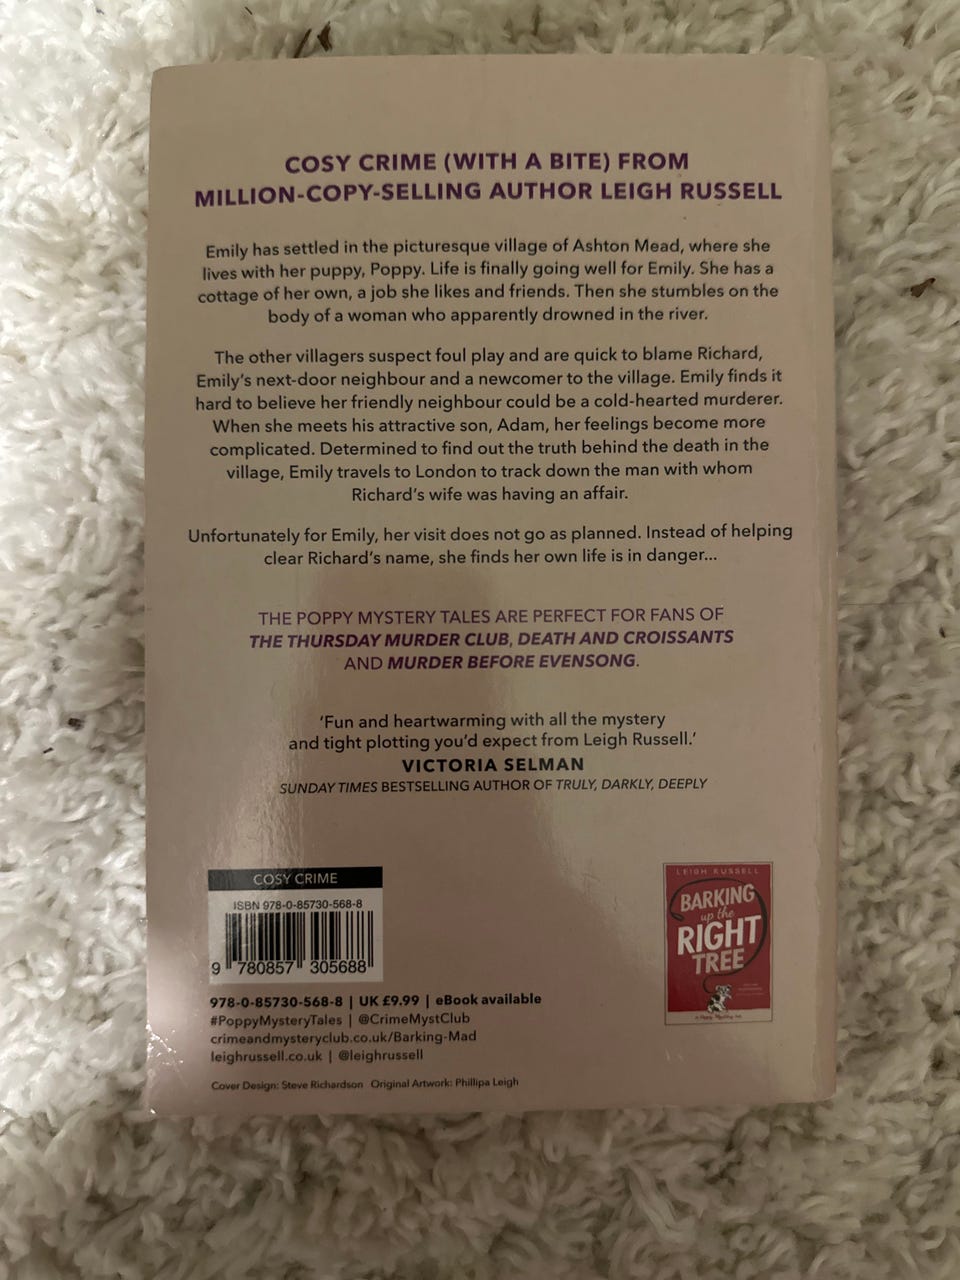 COSY CRIME (WITH A BITE) FROM
MILLION-COPY-SELLING AUTHOR LEIGH RUSSELL
Emily has settled in the picturesque village of Ashton Mead, where she
lives with her puppy, Poppy. Life is finally going well for Emily. She has a
cottage of her own, a job she likes and friends. Then she stumbles on the
body of a woman who apparently drowned in the river.
The other villagers suspect foul play and are quick to blame Richard,
Emily's next-door neighbour and a newcomer to the village. Emily finds it
hard to believe her friendly neighbour could be a cold-hearted murderer.
When she meets his attractive son, Adam, her feelings become more
complicated. Determined to find out the truth behind the death in the
village, Emily travels to London to track down the man with whom
Richard's wife was having an affair.
Unfortunately for Emily, her visit does not go as planned. Instead of helping
clear Richard's name, she finds her own life is in danger...
THE POPPY MYSTERY TALES ARE PERFECT FOR FANS OF
THE THURSDAY MURDER CLUB, DEATH AND CROISSANTS
AND MURDER BEFORE EVENSONG.
'Fun and heartwarming with all the mystery
and tight plotting you'd expect from Leigh Russell.'
VICTORIA SELMAN
SUNDAY TIMES BESTSELLING AUTHOR OF TRULY, DARKLY, DEEPLY
COSY CRIME
ISBN 978-0-85730-568-8
9 780857 305688
978-0-85730-568-8 | UK £9.99 | eBook available
#PoppyMysteryTales | @CrimeMystClub
crimeandmysteryclub.co.uk/Barking-Mad
leighrussell.co.uk | @leighrussell
Cover Design: Steve Richardson Original Artwork: Phillipa Leigh
LEIGH RUSSELL
BARKING
up the
RIGHT
TREE